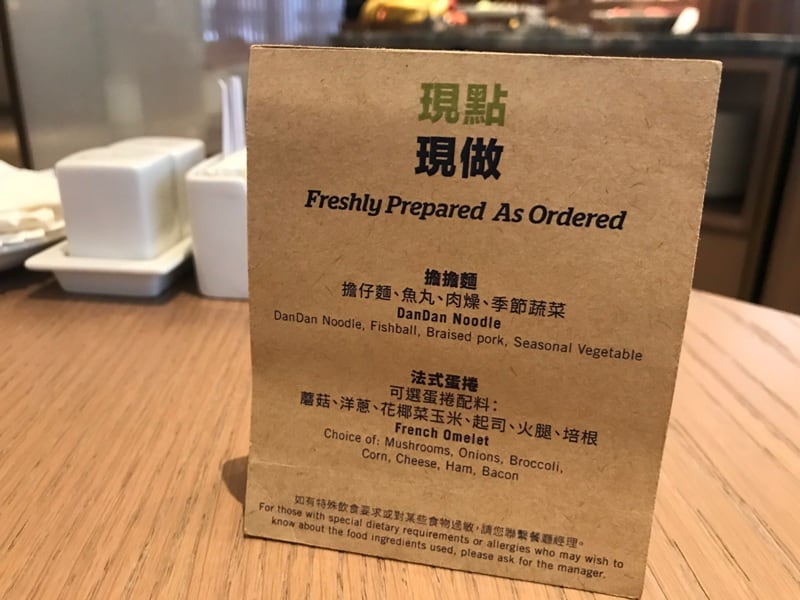 現點
現做
Freshly Prepared As Ordered
擔擔麵
擔仔麵、魚丸、肉燥、季節蔬菜
DanDan Noodle
DanDan Noodle, Fishball, Braised pork, Seasonal Vegetable
法式蛋捲
可選蛋捲配料：
蘑菇、洋蔥、花椰菜玉米、起司、火腿、培根
French Omelet
Choice of: Mushrooms, Onions, Broccoli,
Corn, Cheese, Ham, Bacon
如有特殊飲食要求或對某些食物過敏，請您聯繫餐廳經理。
For those with special dietary requirements or allergies who may wish to
know about the food ingredients used, please ask for the manager.